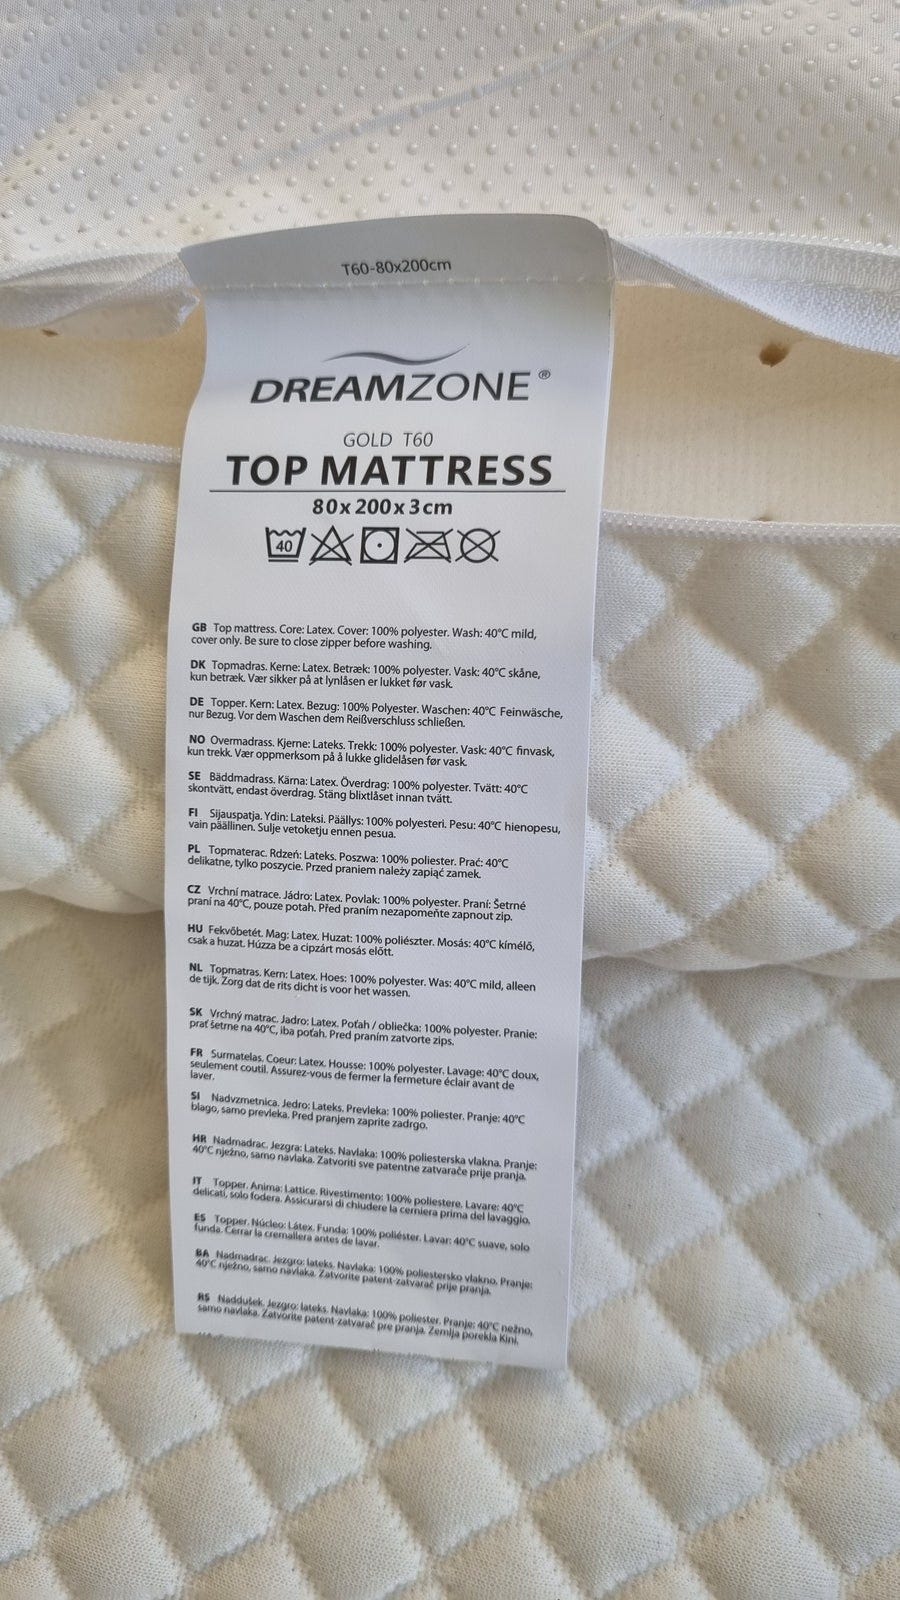 T60-80x200cm
DREAMZONE®
GOLD T60
TOP MATTRESS
80x200x3cm
40
GB Top mattress. Core: Latex. Cover: 100% polyester. Wash: 40°C mild,
cover only. Be sure to close zipper before washing.
DK Topmadras. Kerne: Latex. Betræk: 100% polyester. Vask: 40°C skåne,
kun betræk. Vær sikker på at lynlåsen er lukket før vask.
DE Topper. Kern: Latex. Bezug: 100% Polyester. Waschen: 40°C Feinwäsche,
nur Bezug. Vor dem Waschen dem Reißverschluss schließen.
NO Overmadrass. Kjerne: Lateks. Trekk: 100% polyester. Vask: 40°C finvask,
kun trekk. Vær oppmerksom på å lukke glidelåsen før vask.
SE Bäddmadrass. Kärna: Latex. Överdrag: 100% polyester. Tvätt: 40°C
skontvätt, endast överdrag. Stäng blixtlåset innan tvätt.
FI Sijauspatja. Ydin: Lateksi. Päällys: 100% polyesteri. Pesu: 40°C hienopesu,
vain päällinen. Sulje vetoketju ennen pesua.
PL Topmaterac. Rdzeń: Lateks. Poszwa: 100% poliester. Prać: 40°C
delikatne, tylko poszycie. Przed praniem należy zapiąć zamek.
CZ Vrchní matrace. Jádro: Latex. Povlak: 100% polyester. Praní: Šetrné
praní na 40°C, pouze potah. Před praním nezapomeňte zapnout zip.
HU Fekvőbetét. Mag: Latex. Huzat: 100% poliészter. Mosás: 40°C kímélő,
csak a huzat. Húzza be a cipzárt mosás előtt.
NL Topmatras. Kern: Latex. Hoes: 100% polyester. Was: 40°C mild, alleen
de tijk. Zorg dat de rits dicht is voor het wassen.
SK Vrchný matrac. Jadro: Latex. Poťah / obliečka: 100% polyester. Pranie:
prať šetrne na 40°C, iba poťah. Pred praním zatvorte zips.
FR Surmatelas. Coeur: Latex. Housse: 100% polyester. Lavage: 40°C doux,
seulement coutil. Assurez-vous de fermer la fermeture éclair avant de
laver.
SI Nadvzmetnica. Jedro: Lateks. Prevleka: 100% poliester. Pranje: 40°C
blago, samo prevleka. Pred pranjem zaprite zadrgo.
HR Nadmadrac. Jezgra: Lateks. Navlaka: 100% poliesterska vlakna. Pranje:
40°C nježno, samo navlaka. Zatvoriti sve patentne zatvarače prije pranja.
IT Topper. Anima: Lattice. Rivestimento: 100% poliestere. Lavare: 40°C
delicati, solo fodera. Assicurarsi di chiudere la cerniera prima del lavaggio.
ES Topper. Núcleo: Látex. Funda: 100% poliéster. Lavar: 40°C suave, solo
funda. Cerrar la cremallera antes de lavar.
BA Nadmadrac. Jezgro: lateks. Navlaka: 100% poliestersko vlakno. Pranje:
40°C nježno, samo navlaka. Zatvorite patent-zatvarač prije pranja.
RS Naddušek. Jezgro: lateks. Navlaka: 100% poliester. Pranje: 40°C nežno,
samo navlaka. Zatvorite patent-zatvarač pre pranja. Zemlja porekla Kini.